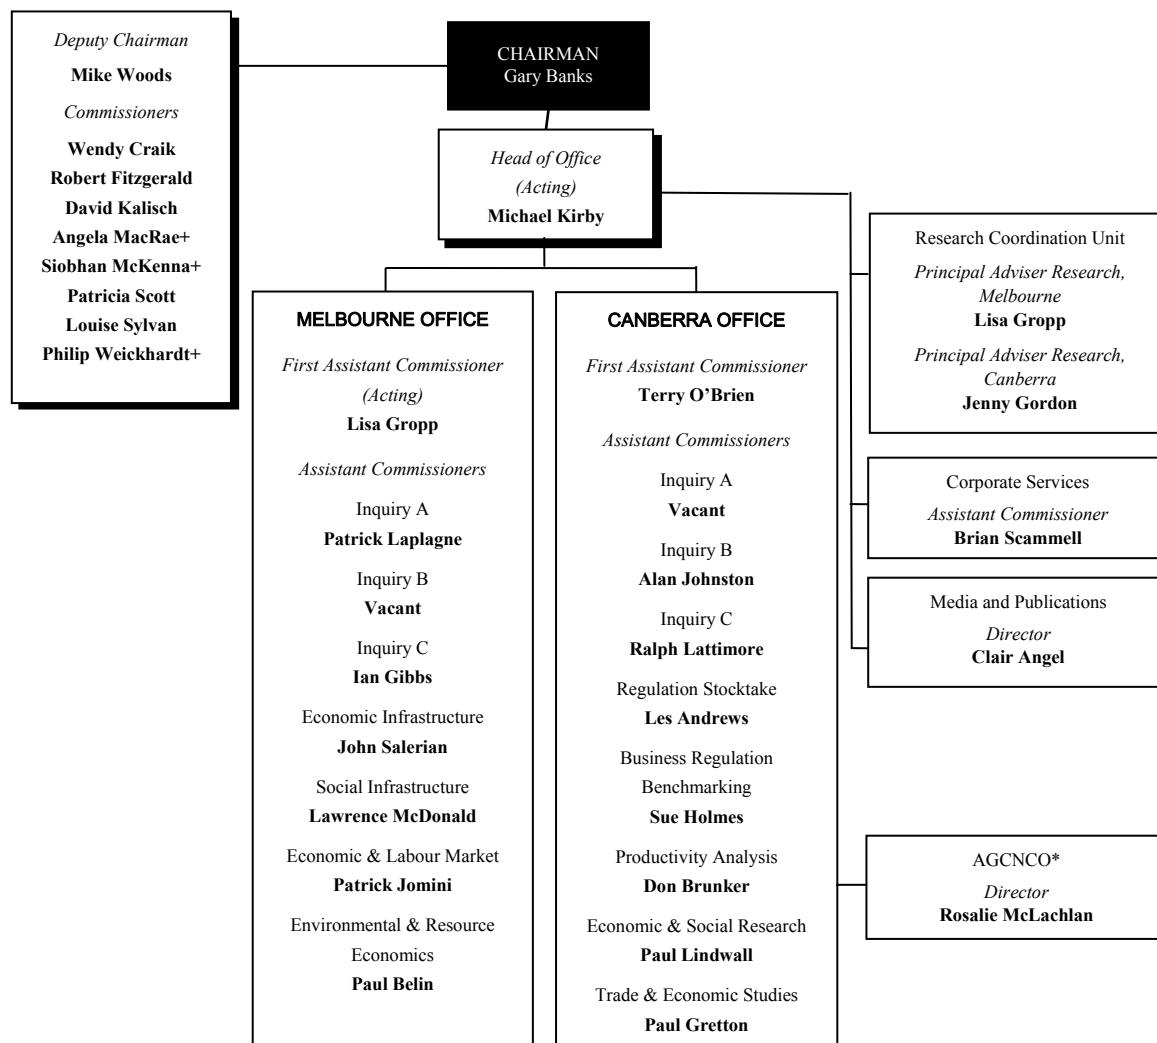 Deputy Chairman
Mike Woods
Commissioners
Wendy Craik
Robert Fitzgerald
David Kalisch
Angela MacRae+
Siobhan McKenna+
Patricia Scott
Louise Sylvan
Philip Weickhardt+
CHAIRMAN
Gary Banks
Head of Office
(Acting)
Michael Kirby
MELBOURNE OFFICE
First Assistant Commissioner
(Acting)
Lisa Gropp
Assistant Commissioners
Inquiry A
Patrick Laplagne
Inquiry B
Vacant
Inquiry C
Ian Gibbs
Economic Infrastructure
John Salerian
Social Infrastructure
Lawrence McDonald
Economic & Labour Market
Patrick Jomini
Environmental & Resource
Economics
Paul Belin
CANBERRA OFFICE
First Assistant Commissioner
Terry O’Brien
Assistant Commissioners
Inquiry A
Vacant
Inquiry B
Alan Johnston
Inquiry C
Ralph Lattimore
Regulation Stocktake
Les Andrews
Business Regulation
Benchmarking
Sue Holmes
Productivity Analysis
Don Brunker
Economic & Social Research
Paul Lindwall
Trade & Economic Studies
Paul Gretton
Research Coordination Unit
Principal Adviser Research,
Melbourne
Lisa Gropp
Principal Adviser Research,
Canberra
Jenny Gordon
Corporate Services
Assistant Commissioner
Brian Scammell
Media and Publications
Director
Clair Angel
AGCNCO*
Director
Rosalie McLachlan